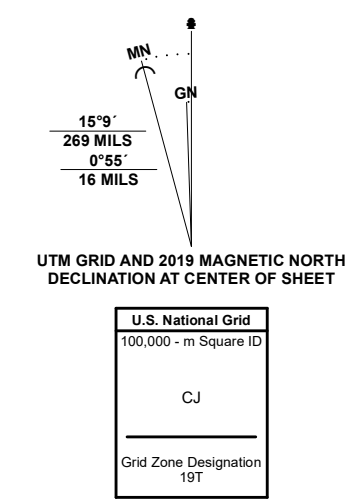 MN
GN
15°9´
269 MILS
0°55´
16 MILS
UTM GRID AND 2019 MAGNETIC NORTH
DECLINATION AT CENTER OF SHEET
U.S. National Grid
100,000 - m Square ID
CJ
Grid Zone Designation
19T